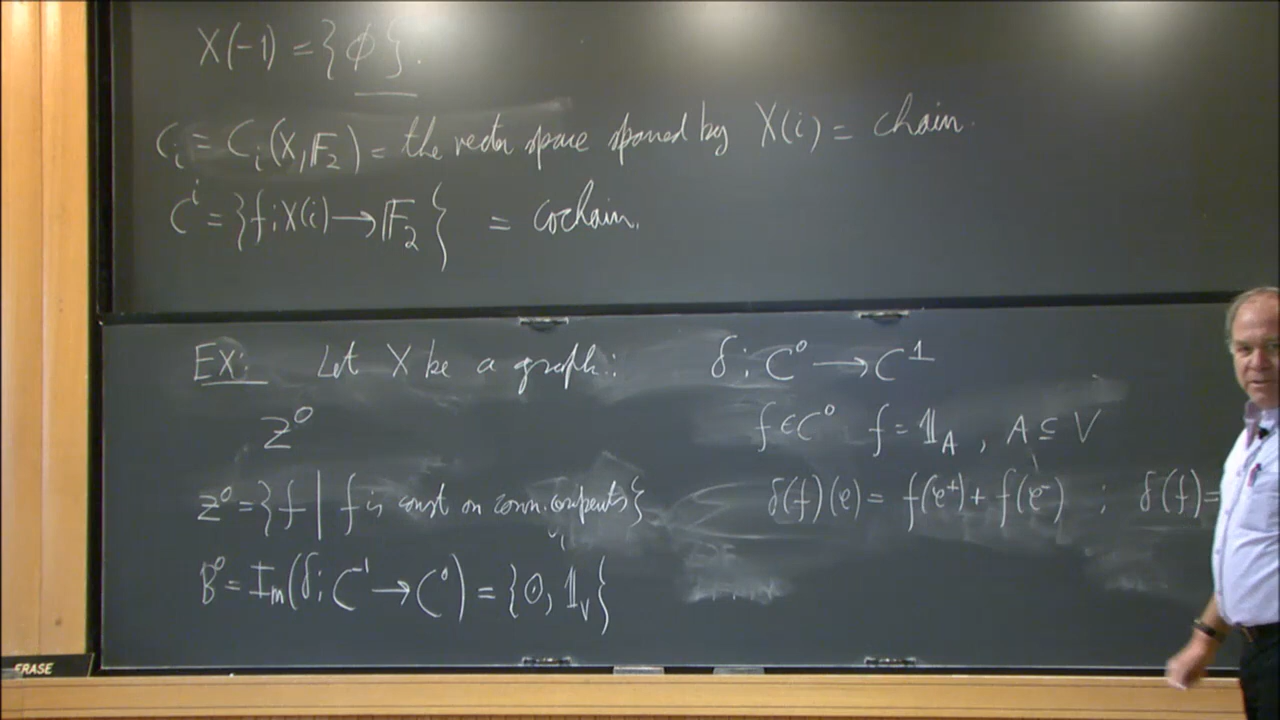 X(-1) = {φ}.
C_i = C_i(X, 𝔽_2) = the vector space spanned by X(i) = chain.
C^i = {f: X(i) → 𝔽_2} = cochain.
EX: Let X be a graph:
Z^0
Z^0 = {f | f is const on conn. components}
B^0 = Im(δ: C^{-1} → C^0) = {0, 𝟙_V}
δ: C^0 → C^1
f ∈ C^0 f = 𝟙_A, A ⊆ V
δ(f)(e) = f(e^+) + f(e^-) ; δ(f) =
ERASE